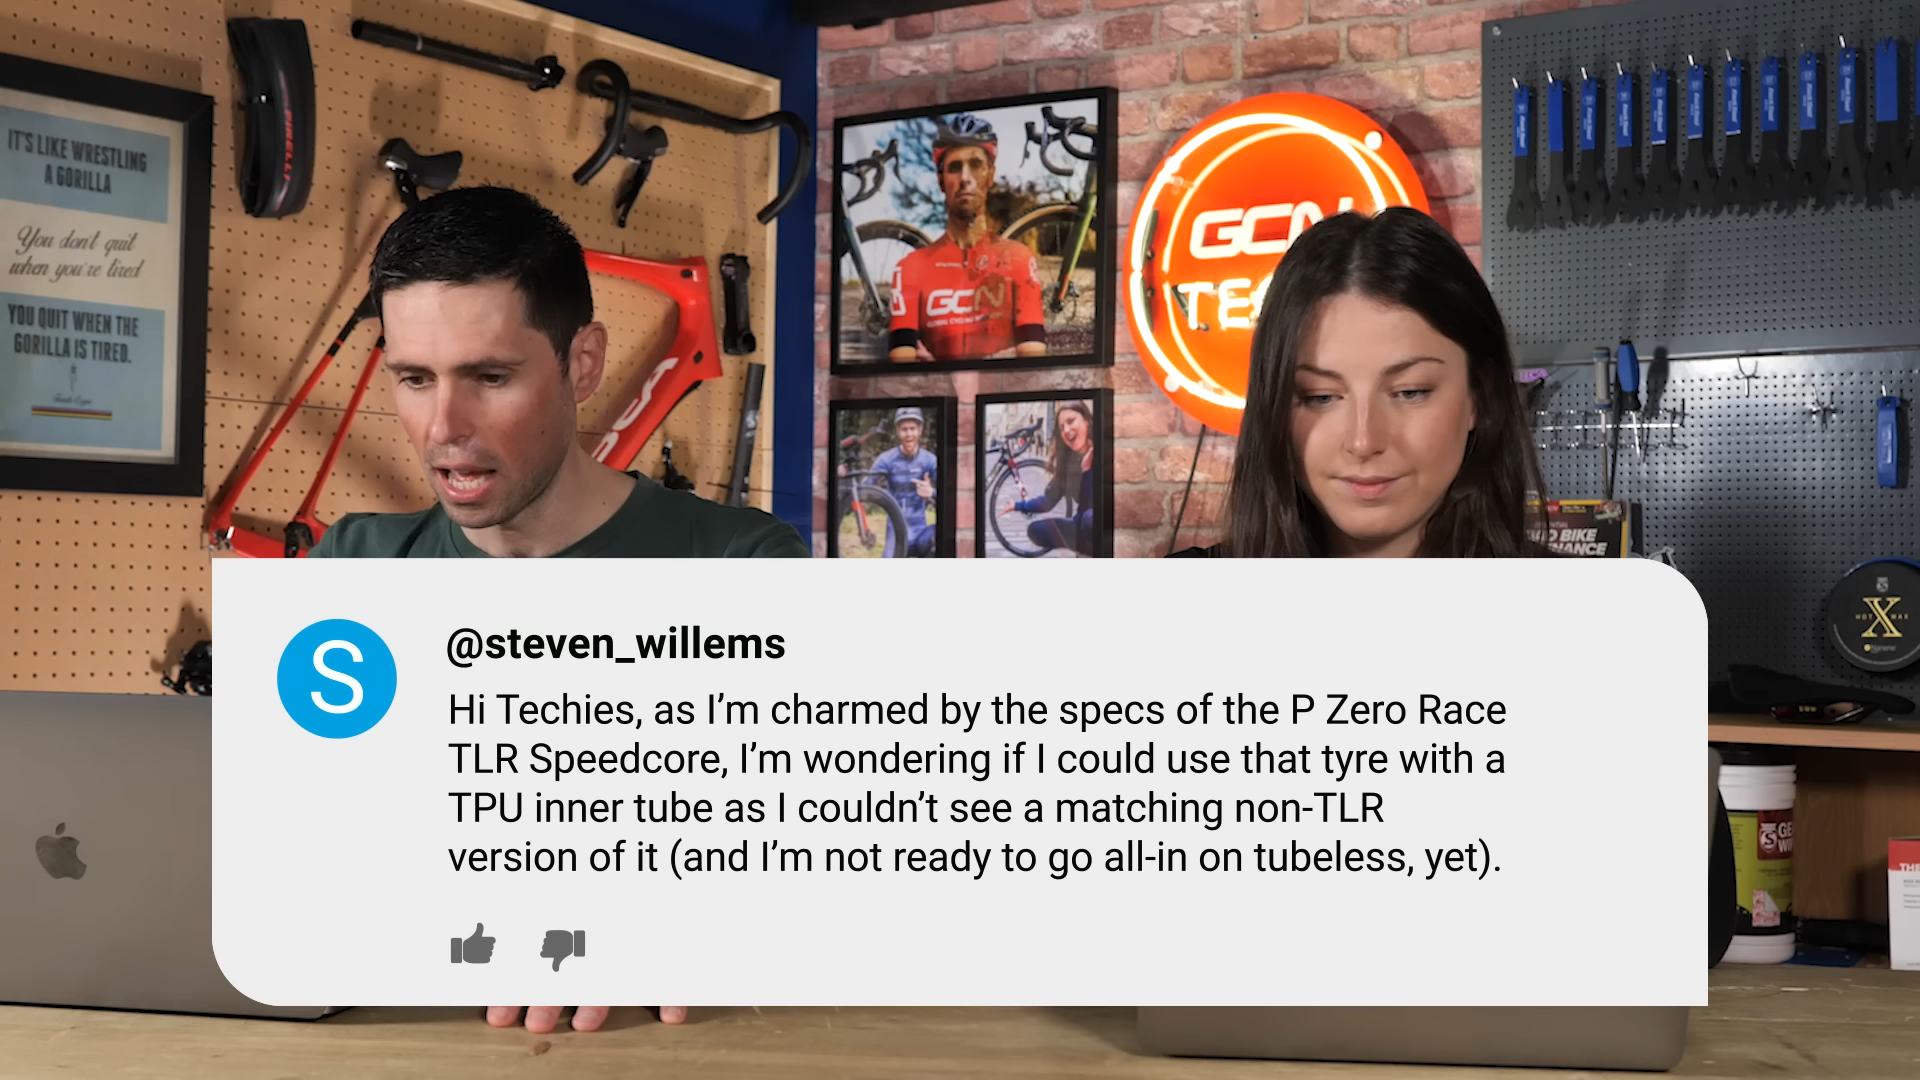 IT'S LIKE WRESTLING
A GORILLA
You don't quit
when you're tired
YOU QUIT WHEN THE
GORILLA IS TIRED.
PIRELLI
GCN
GCN
TE
@steven_willems
S
Hi Techies, as I'm charmed by the specs of the P Zero Race
TLR Speedcore, I'm wondering if I could use that tyre with a
TPU inner tube as I couldn't see a matching non-TLR
version of it (and I'm not ready to go all-in on tubeless, yet).
X